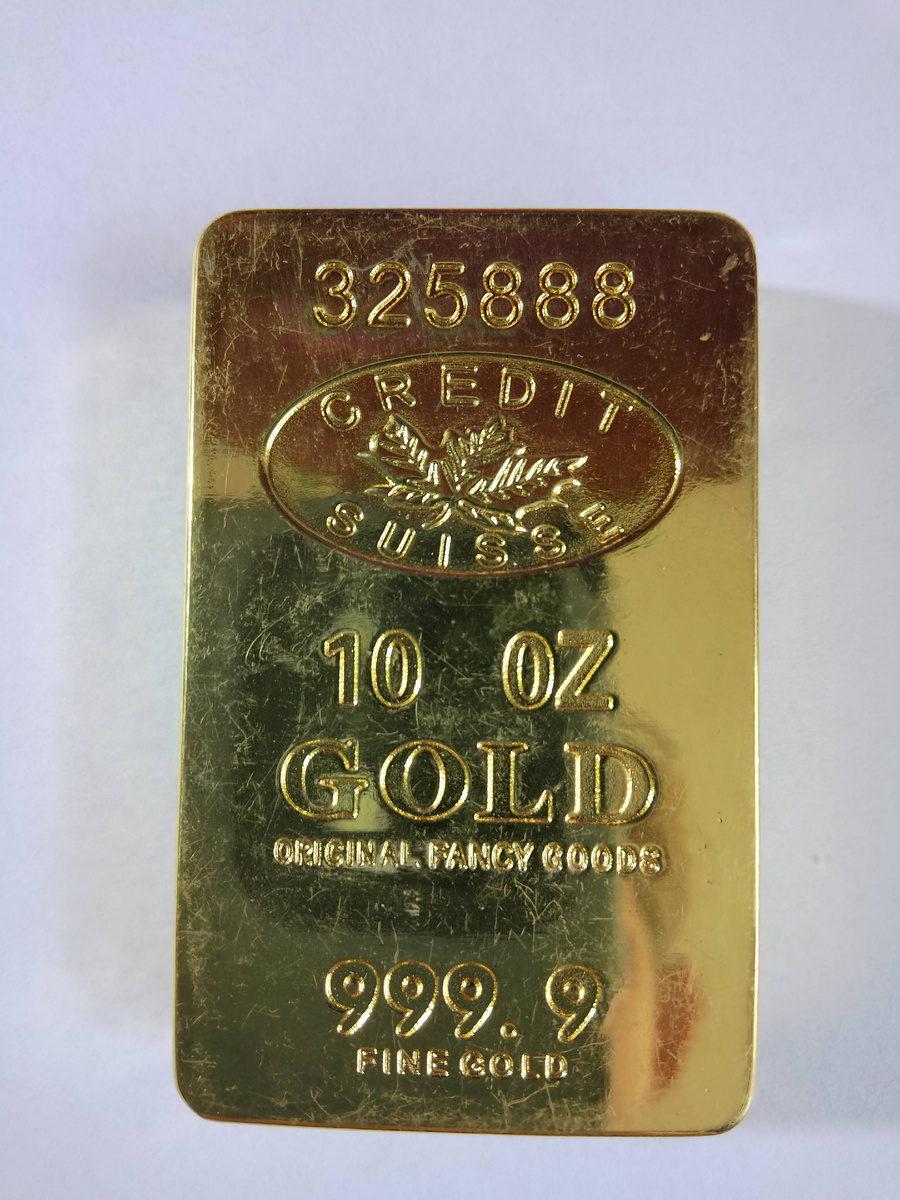 325888
CREDIT
SUISSE
10 OZ
GOLD
ORIGINAL FANCY GOODS
999.9
FINE GOLD